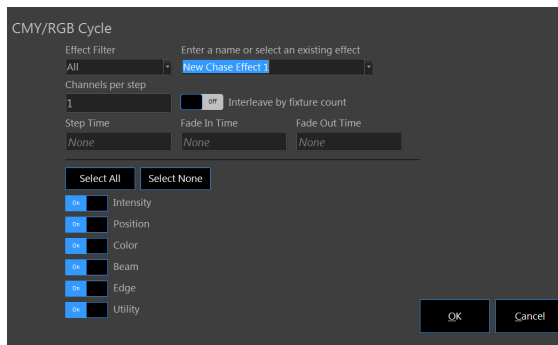 CMY/RGB Cycle
Effect Filter Enter a name or select an existing effect
All New Chase Effect 1
Channels per step
1 Off Interleave by fixture count
Step Time Fade In Time Fade Out Time
None None None
Select All Select None
On Intensity
On Position
On Color
On Beam
On Edge
On Utility
OK Cancel